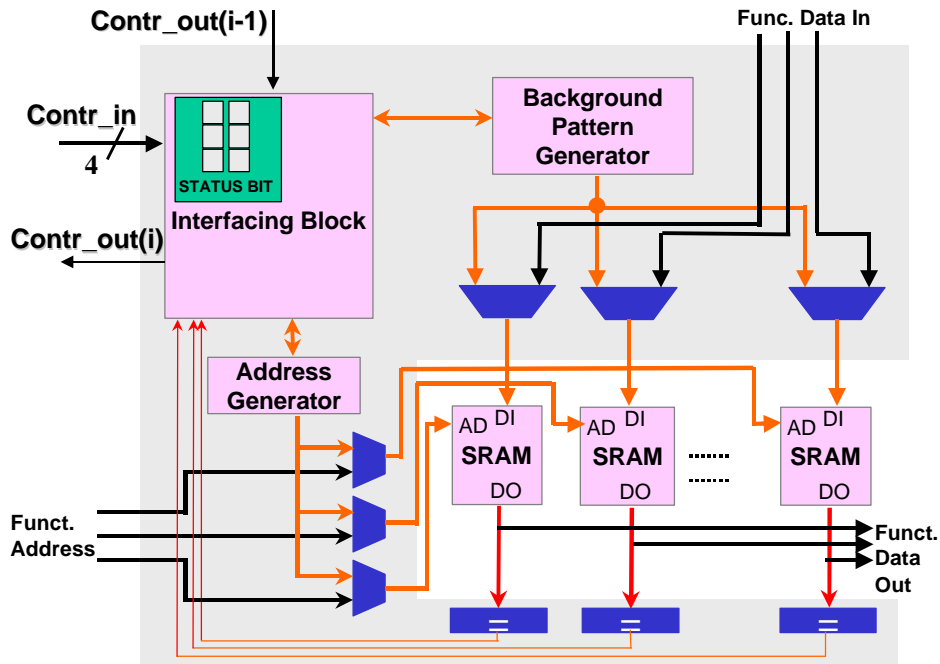 Contr_out(i-1)
Func. Data In
Contr_in
4
STATUS BIT
Interfacing Block
Background
Pattern
Generator
Contr_out(i)
Address
Generator
AD
DI
SRAM
DO
AD
DI
SRAM
DO
AD
DI
SRAM
DO
Funct.
Address
Funct.
Data
Out
=
=
=